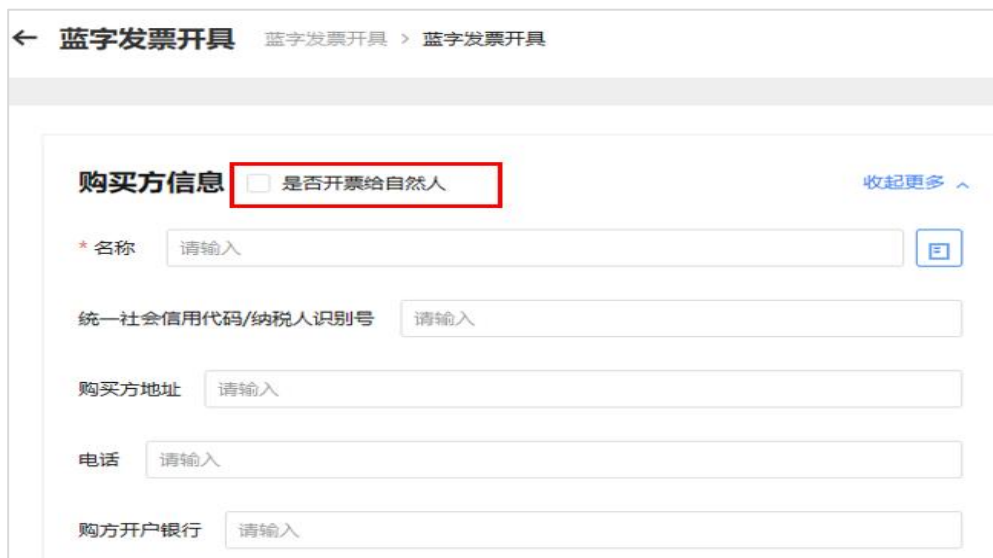 ← 蓝字发票开具 蓝字发票开具 > 蓝字发票开具
购买方信息 是否开票给自然人 收起更多
* 名称 请输入
统一社会信用代码/纳税人识别号 请输入
购买方地址 请输入
电话 请输入
购方开户银行 请输入